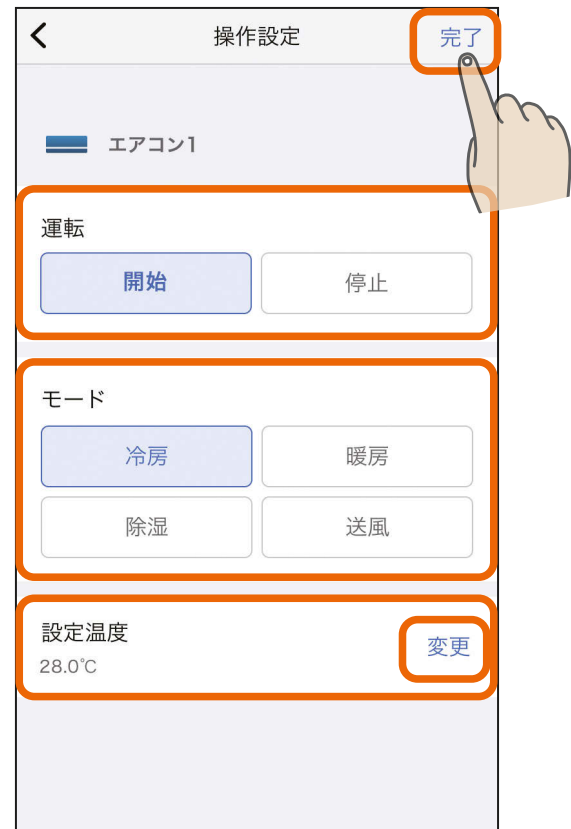 操作設定 完了
エアコン1
運転
開始 停止
モード
冷房 暖房
除湿 送風
設定温度
28.0℃
変更